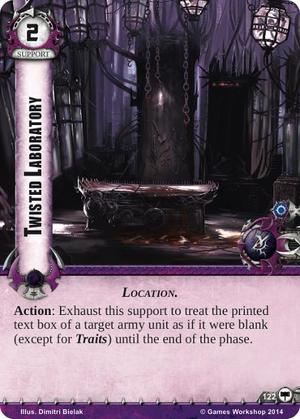 2
SUPPORT
TWISTED LABORATORY
LOCATION.
Action: Exhaust this support to treat the printed
text box of a target army unit as if it were blank
(except for Traits) until the end of the phase.
122
Illus. Dimitri Bielak
© Games Workshop 2014